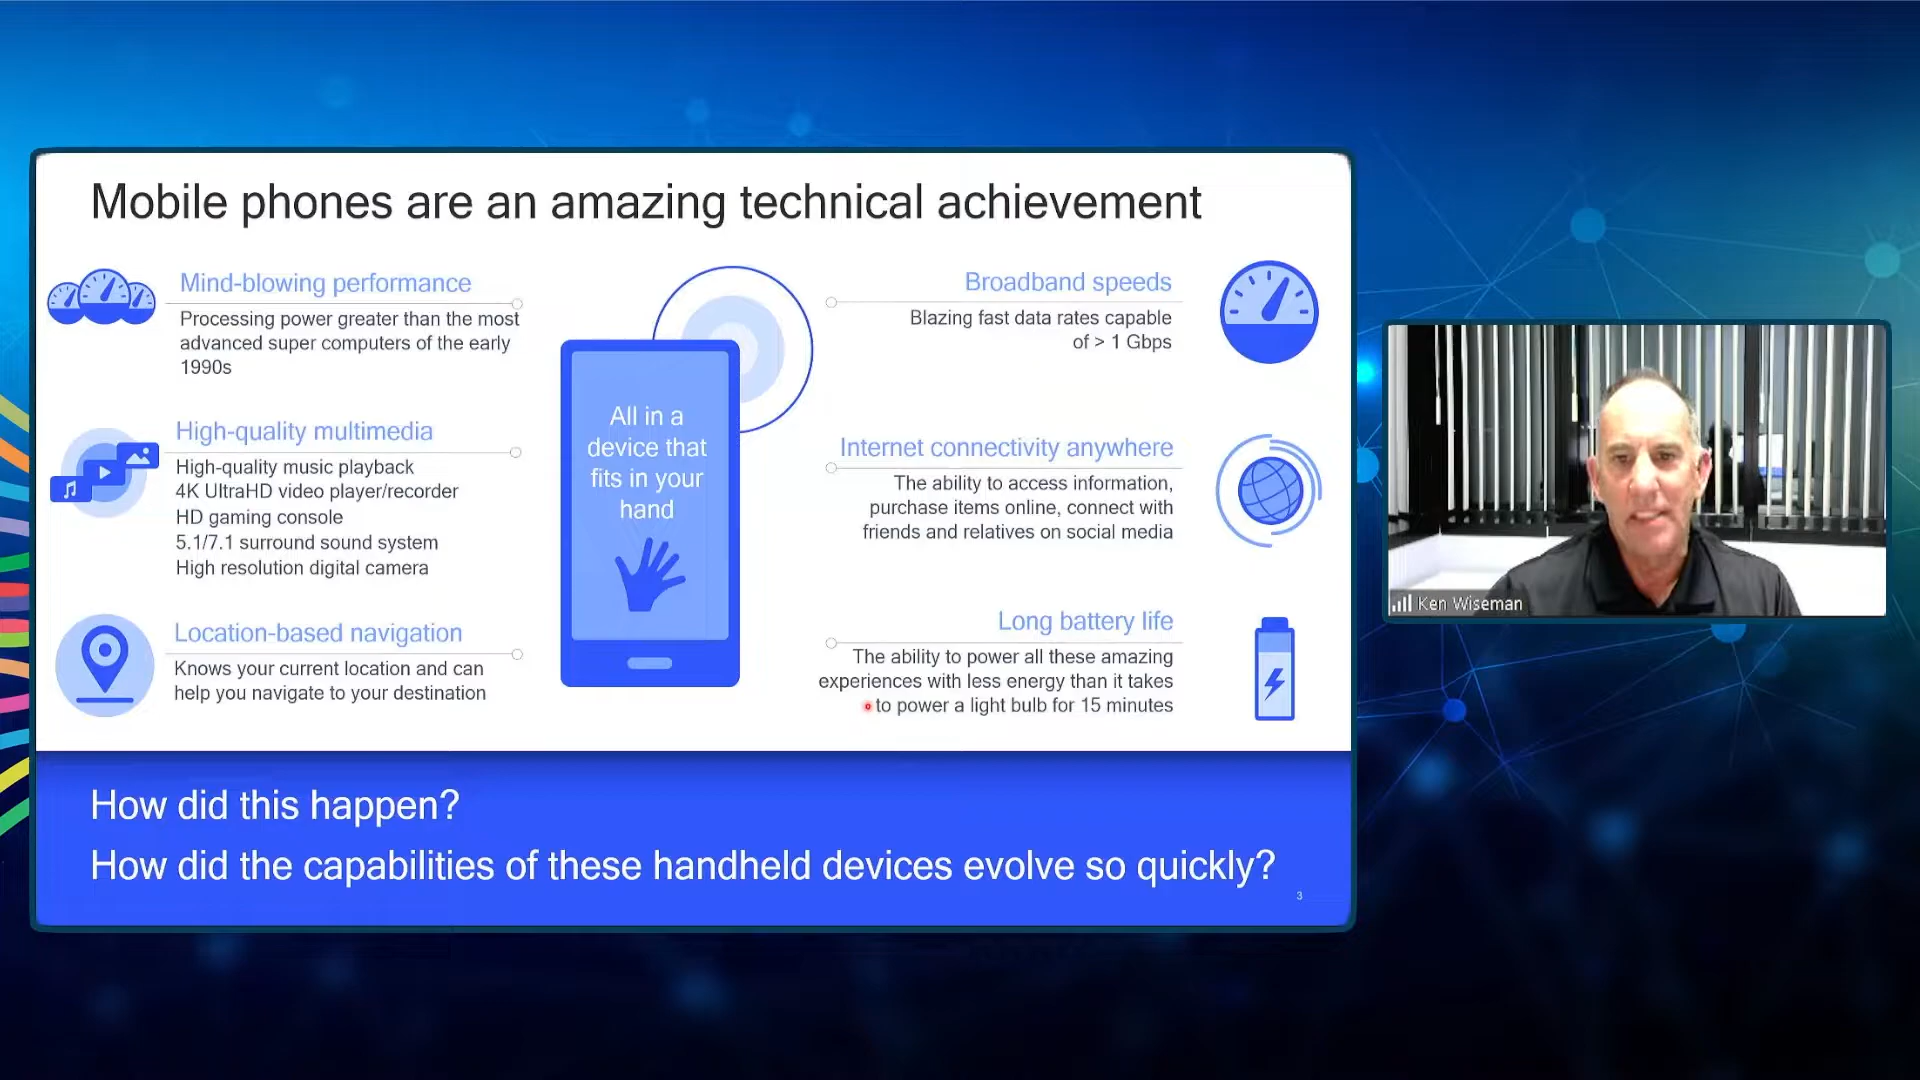 Mobile phones are an amazing technical achievement
Mind-blowing performance
Processing power greater than the most
advanced super computers of the early
1990s
High-quality multimedia
High-quality music playback
4K UltraHD video player/recorder
HD gaming console
5.1/7.1 surround sound system
High resolution digital camera
Location-based navigation
Knows your current location and can
help you navigate to your destination
All in a
device that
fits in your
hand
Broadband speeds
Blazing fast data rates capable
of > 1 Gbps
Internet connectivity anywhere
The ability to access information,
purchase items online, connect with
friends and relatives on social media
Long battery life
The ability to power all these amazing
experiences with less energy than it takes
to power a light bulb for 15 minutes
How did this happen?
How did the capabilities of these handheld devices evolve so quickly?
3
Ken Wiseman